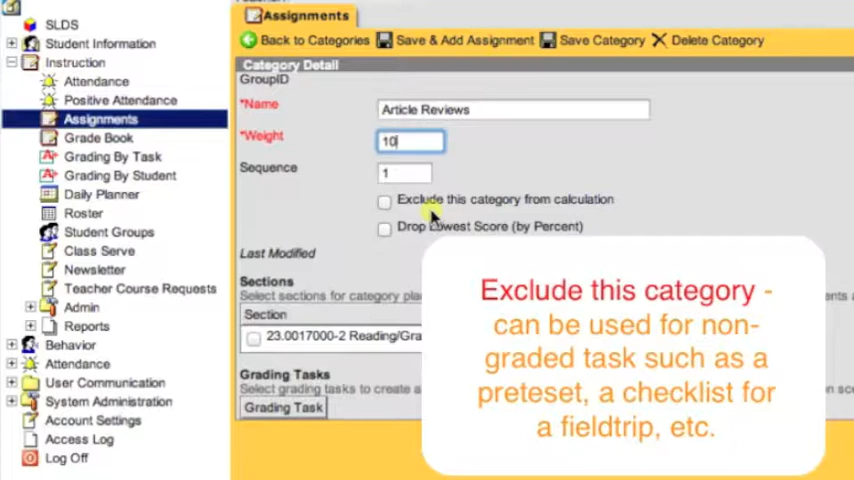 Assignments
Back to Categories Save & Add Assignment Save Category Delete Category
Category Detail
GroupID
*Name Article Reviews
*Weight 10
Sequence 1
Exclude this category from calculation
Drop Lowest Score (by Percent)
Last Modified
Sections
Select sections for category pla
Section
23.0017000-2 Reading/Gra
Grading Tasks
Select grading tasks to create a
Grading Task
SLDS
Student Information
Instruction
Attendance
Positive Attendance
Assignments
Grade Book
Grading By Task
Grading By Student
Daily Planner
Roster
Student Groups
Class Serve
Newsletter
Teacher Course Requests
Admin
Reports
Behavior
Attendance
User Communication
System Administration
Account Settings
Access Log
Log Off
Exclude this category -
can be used for non-
graded task such as a
preteset, a checklist for
a fieldtrip, etc.